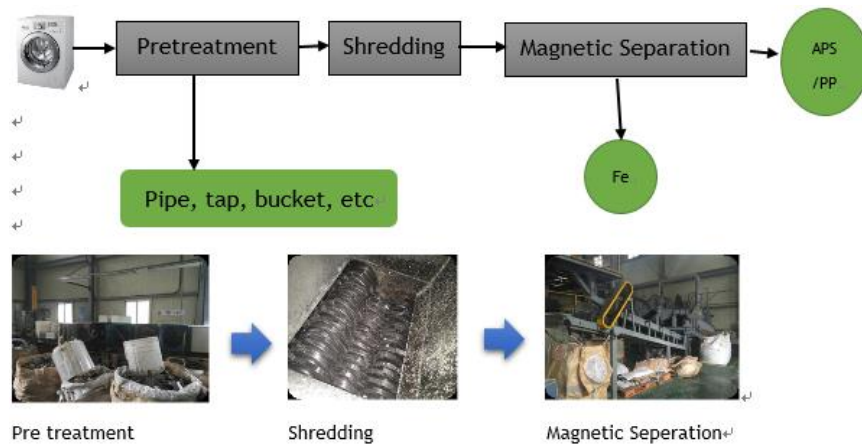 Pretreatment
Shredding
Magnetic Separation
APS
/PP
Pipe, tap, bucket, etc
Fe
Pre treatment
Shredding
Magnetic Seperation